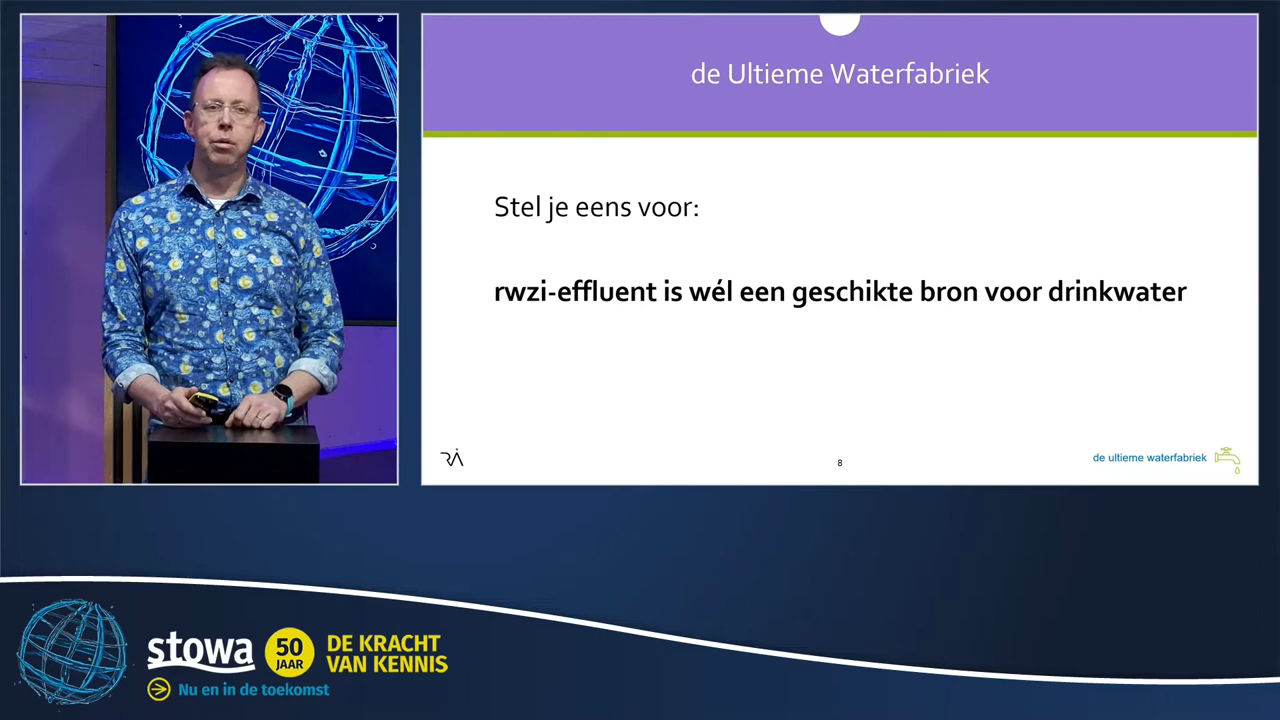 de Ultieme Waterfabriek
Stel je eens voor:
rwzi-effluent is wél een geschikte bron voor drinkwater
8
de ultieme waterfabriek
stowa
50
JAAR
DE KRACHT
VAN KENNIS
Nu en in de toekomst